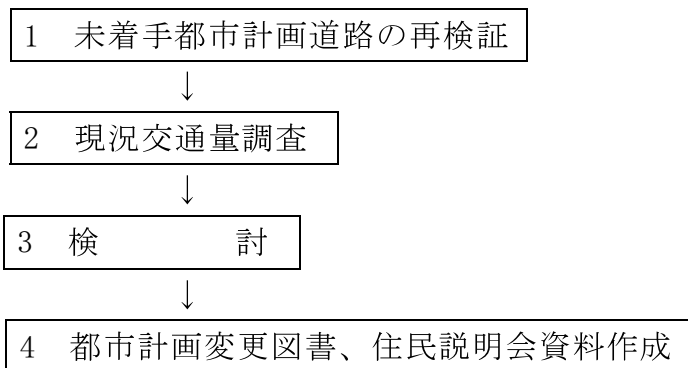 1　未着手都市計画道路の再検証
↓
2　現況交通量調査
↓
3　検　　　　　討
↓
4　都市計画変更図書、住民説明会資料作成